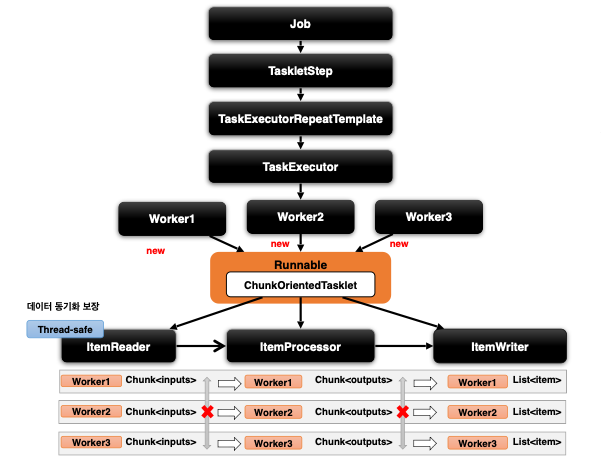 Job
TaskletStep
TaskExecutorRepeatTemplate
TaskExecutor
Worker1
Worker2
Worker3
new
new
new
Runnable
ChunkOrientedTasklet
데이터 동기화 보장
Thread-safe
ItemReader
ItemProcessor
ItemWriter
Worker1 Chunk<inputs> Worker1 Chunk<outputs> Worker1 List<item>
Worker2 Chunk<inputs> Worker2 Chunk<outputs> Worker2 List<item>
Worker3 Chunk<inputs> Worker3 Chunk<outputs> Worker3 List<item>